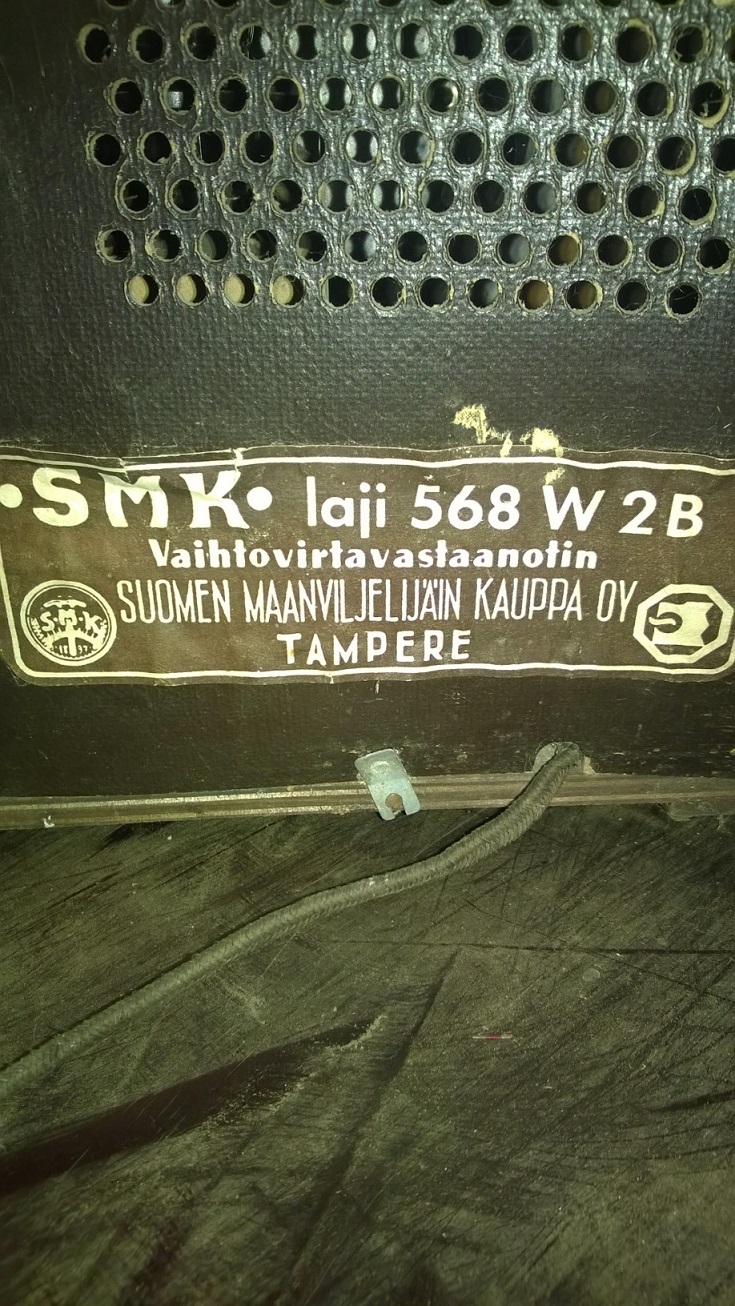 •SMK• laji 568 W 2B
Vaihtovirtavastaanotin
SUOMEN MAANVILJELIJÄIN KAUPPA OY
TAMPERE
S·M·K